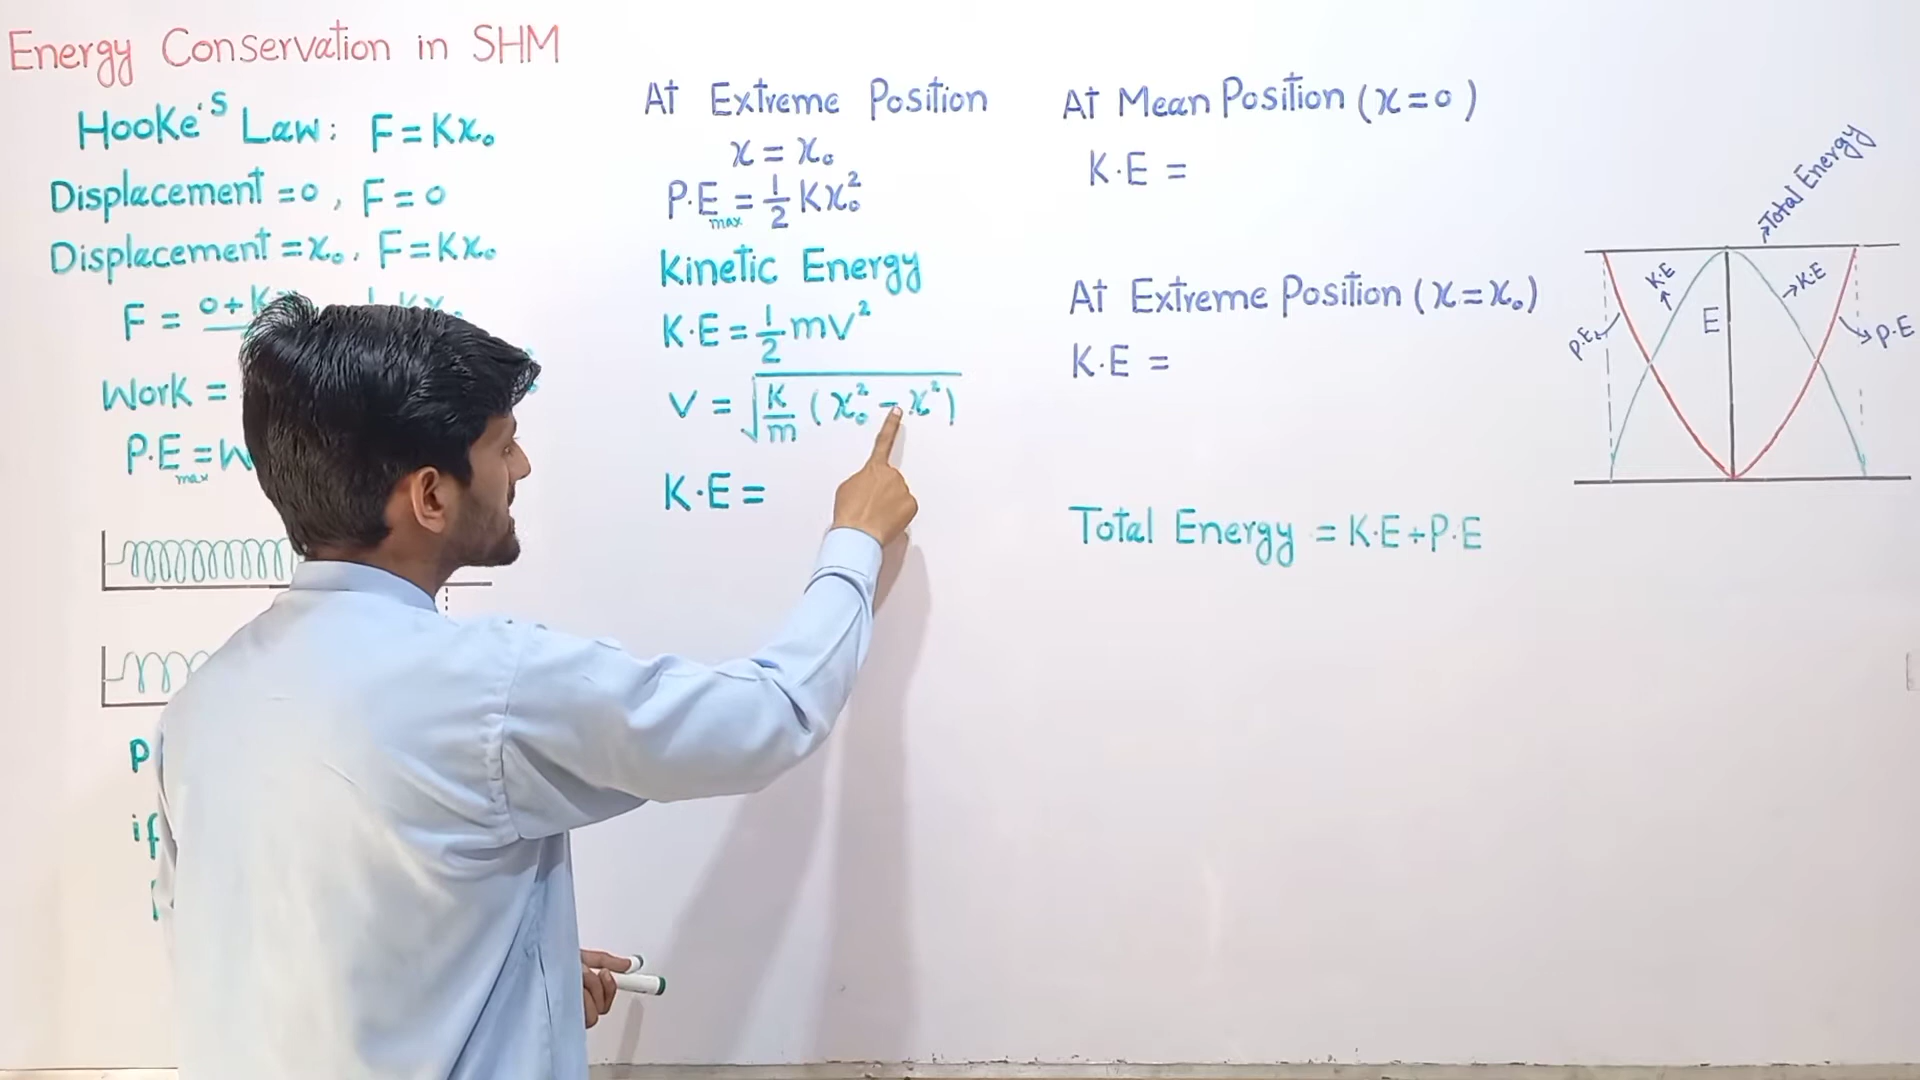 Energy Conservation in SHM
Hooke's Law: F = Kx₀
Displacement = 0, F = 0
Displacement = x₀, F = Kx₀
F =
Work =
P.E max = W
P
if
At Extreme Position
x = x₀
P.E max = 1/2 Kx₀²
Kinetic Energy
K.E = 1/2 mv²
V = √(K/m (x₀² - x²))
K.E =
At Mean Position (x = 0)
K.E =
At Extreme Position (x = x₀)
K.E =
Total Energy = K.E + P.E
Total Energy
K.E
K.E
E
P.E
P.E